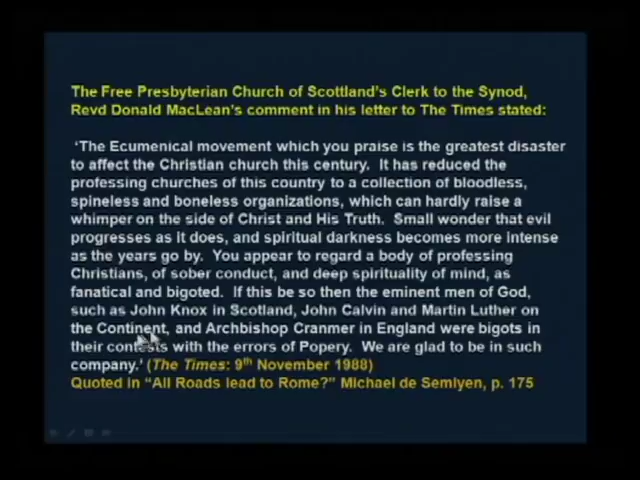 The Free Presbyterian Church of Scottland's Clerk to the Synod,
Revd Donald MacLean's comment in his letter to The Times stated:
'The Ecumenical movement which you praise is the greatest disaster
to affect the Christian church this century. It has reduced the
professing churches of this country to a collection of bloodless,
spineless and boneless organizations, which can hardly raise a
whimper on the side of Christ and His Truth. Small wonder that evil
progresses as it does, and spiritual darkness becomes more intense
as the years go by. You appear to regard a body of professing
Christians, of sober conduct, and deep spirituality of mind, as
fanatical and bigoted. If this be so then the eminent men of God,
such as John Knox in Scotland, John Calvin and Martin Luther on
the Continent, and Archbishop Cranmer in England were bigots in
their contests with the errors of Popery. We are glad to be in such
company.' (The Times: 9th November 1988)
Quoted in "All Roads lead to Rome?" Michael de Semlyen, p. 175